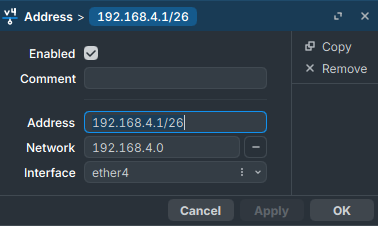 v4 Address > 192.168.4.1/26
Enabled
Copy
Comment
Remove
Address 192.168.4.1/26
Network 192.168.4.0
Interface ether4
Cancel Apply OK